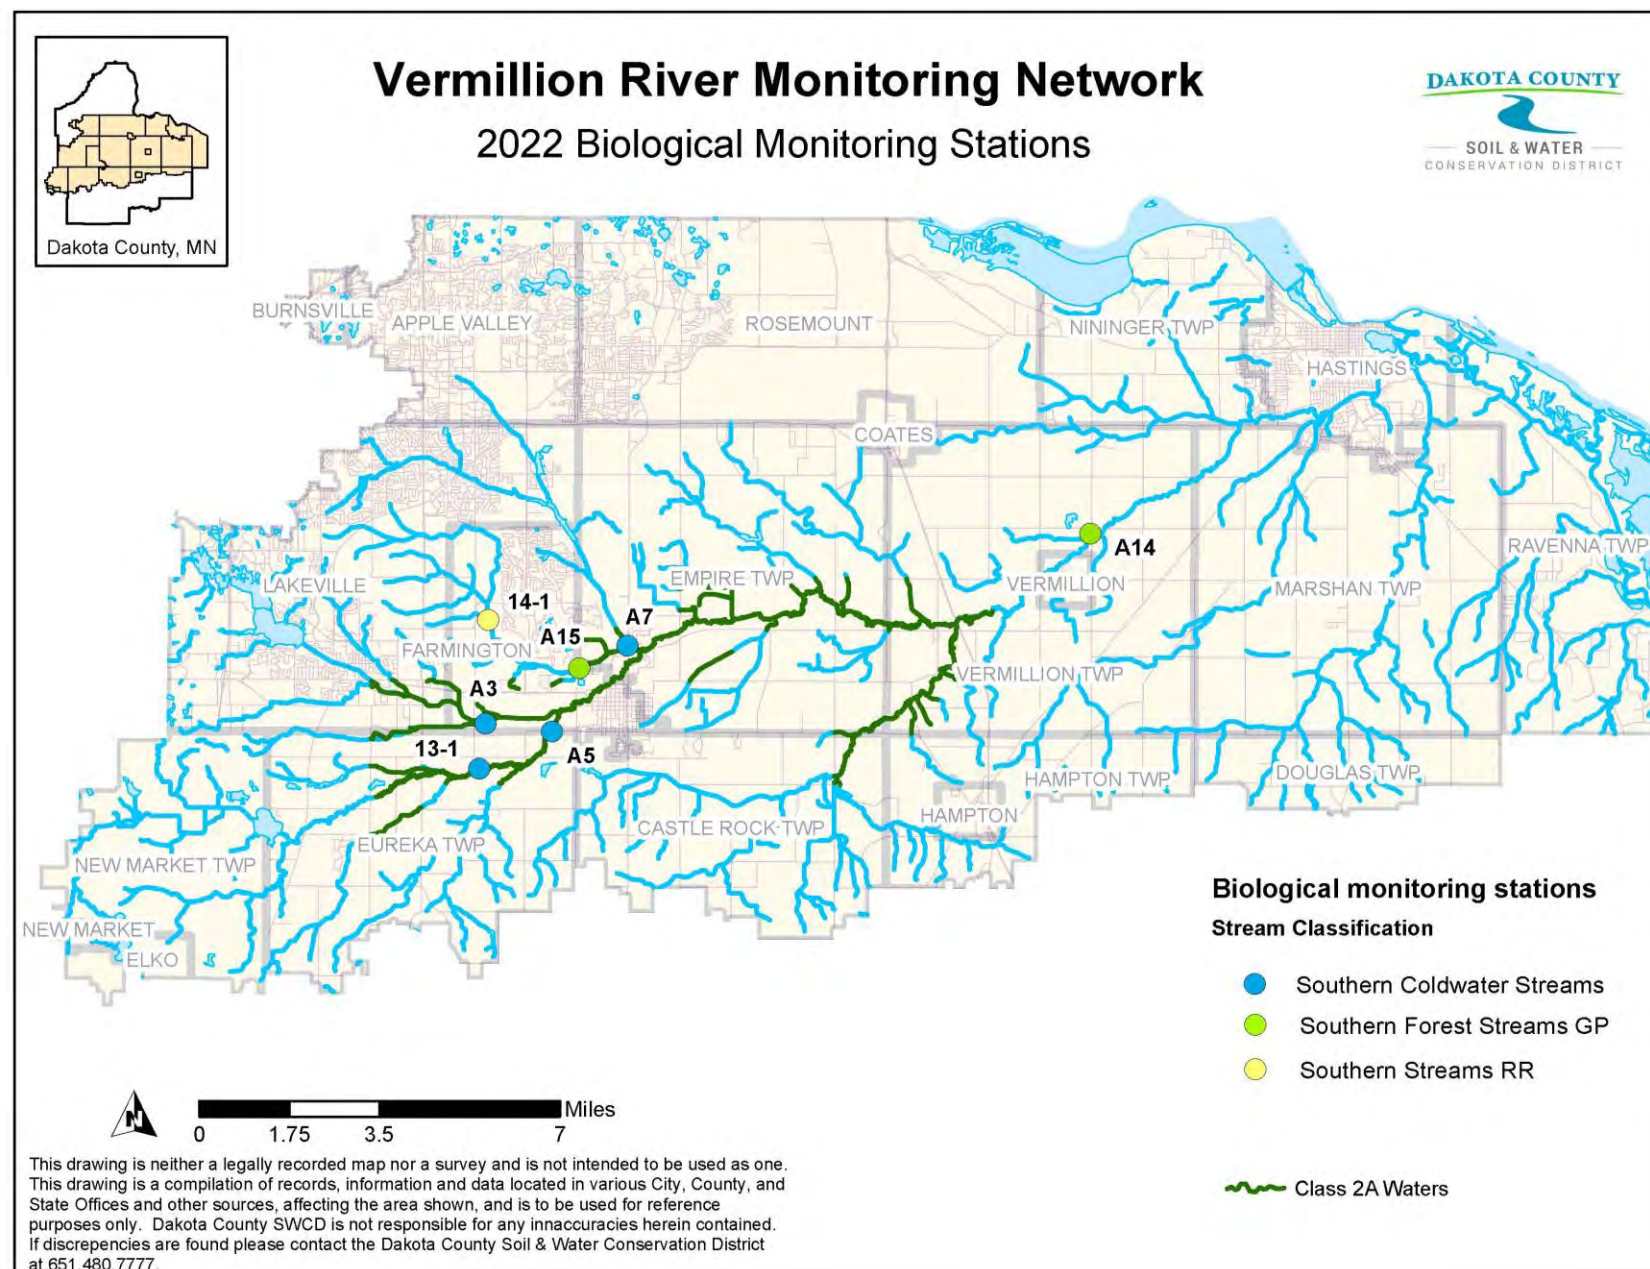 Vermillion River Monitoring Network
2022 Biological Monitoring Stations
Dakota County, MN
DAKOTA COUNTY
SOIL & WATER
CONSERVATION DISTRICT
BURNSVILLE
APPLE VALLEY
ROSEMOUNT
NININGER TWP
HASTINGS
COATES
A14
RAVENNA TWP
LAKEVILLE
EMPIRE TWP
VERMILLION
MARSHAN TWP
14-1
A7
A15
FARMINGTON
VERMILLION TWP
A3
13-1
A5
HAMPTON TWP
DOUGLAS TWP
HAMPTON
CASTLE ROCK TWP
EUREKA TWP
NEW MARKET TWP
NEW MARKET
ELKO
Biological monitoring stations
Stream Classification
Southern Coldwater Streams
Southern Forest Streams GP
Southern Streams RR
Class 2A Waters
N
Miles
0 1.75 3.5 7
This drawing is neither a legally recorded map nor a survey and is not intended to be used as one.
This drawing is a compilation of records, information and data located in various City, County, and
State Offices and other sources, affecting the area shown, and is to be used for reference
purposes only. Dakota County SWCD is not responsible for any innaccuracies herein contained.
If discrepencies are found please contact the Dakota County Soil & Water Conservation District
at 651.480.7777.